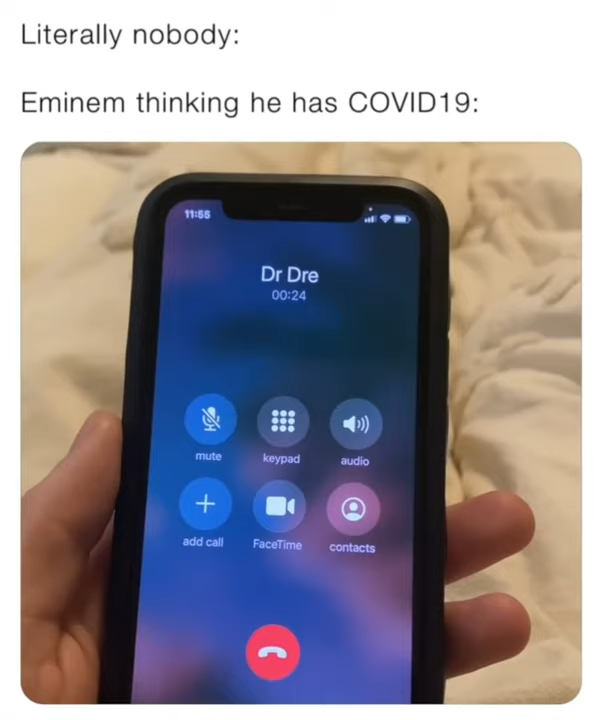 Literally nobody:
Eminem thinking he has COVID19:
11:55
Dr Dre
00:24
mute
keypad
audio
add call
FaceTime
contacts